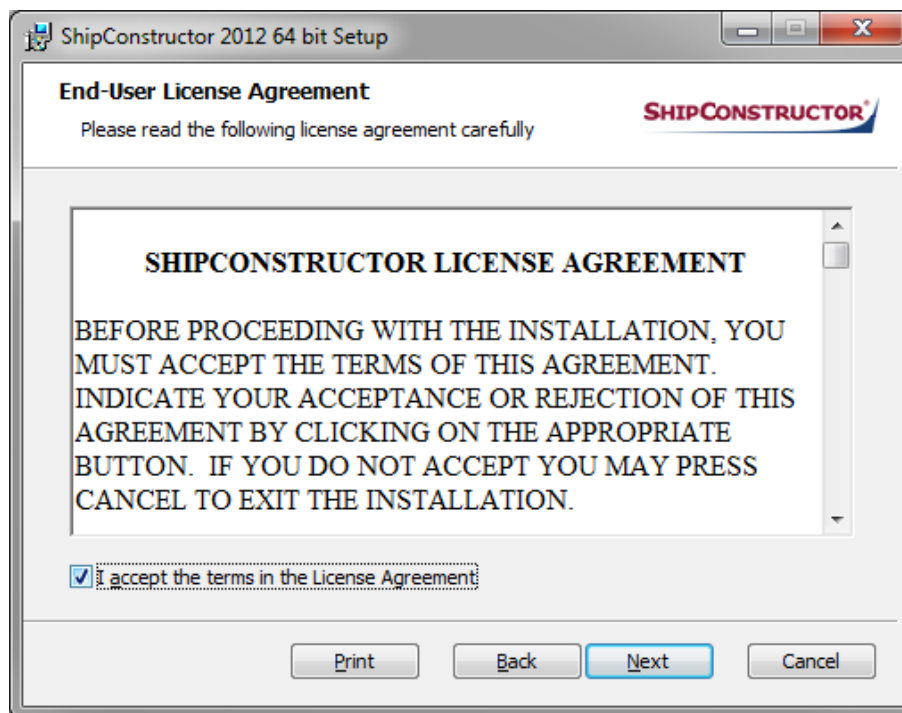 ShipConstructor 2012 64 bit Setup
End-User License Agreement
Please read the following license agreement carefully
SHIPCONSTRUCTOR®
SHIPCONSTRUCTOR LICENSE AGREEMENT
BEFORE PROCEEDING WITH THE INSTALLATION, YOU
MUST ACCEPT THE TERMS OF THIS AGREEMENT.
INDICATE YOUR ACCEPTANCE OR REJECTION OF THIS
AGREEMENT BY CLICKING ON THE APPROPRIATE
BUTTON.  IF YOU DO NOT ACCEPT YOU MAY PRESS
CANCEL TO EXIT THE INSTALLATION.
I accept the terms in the License Agreement
Print Back Next Cancel